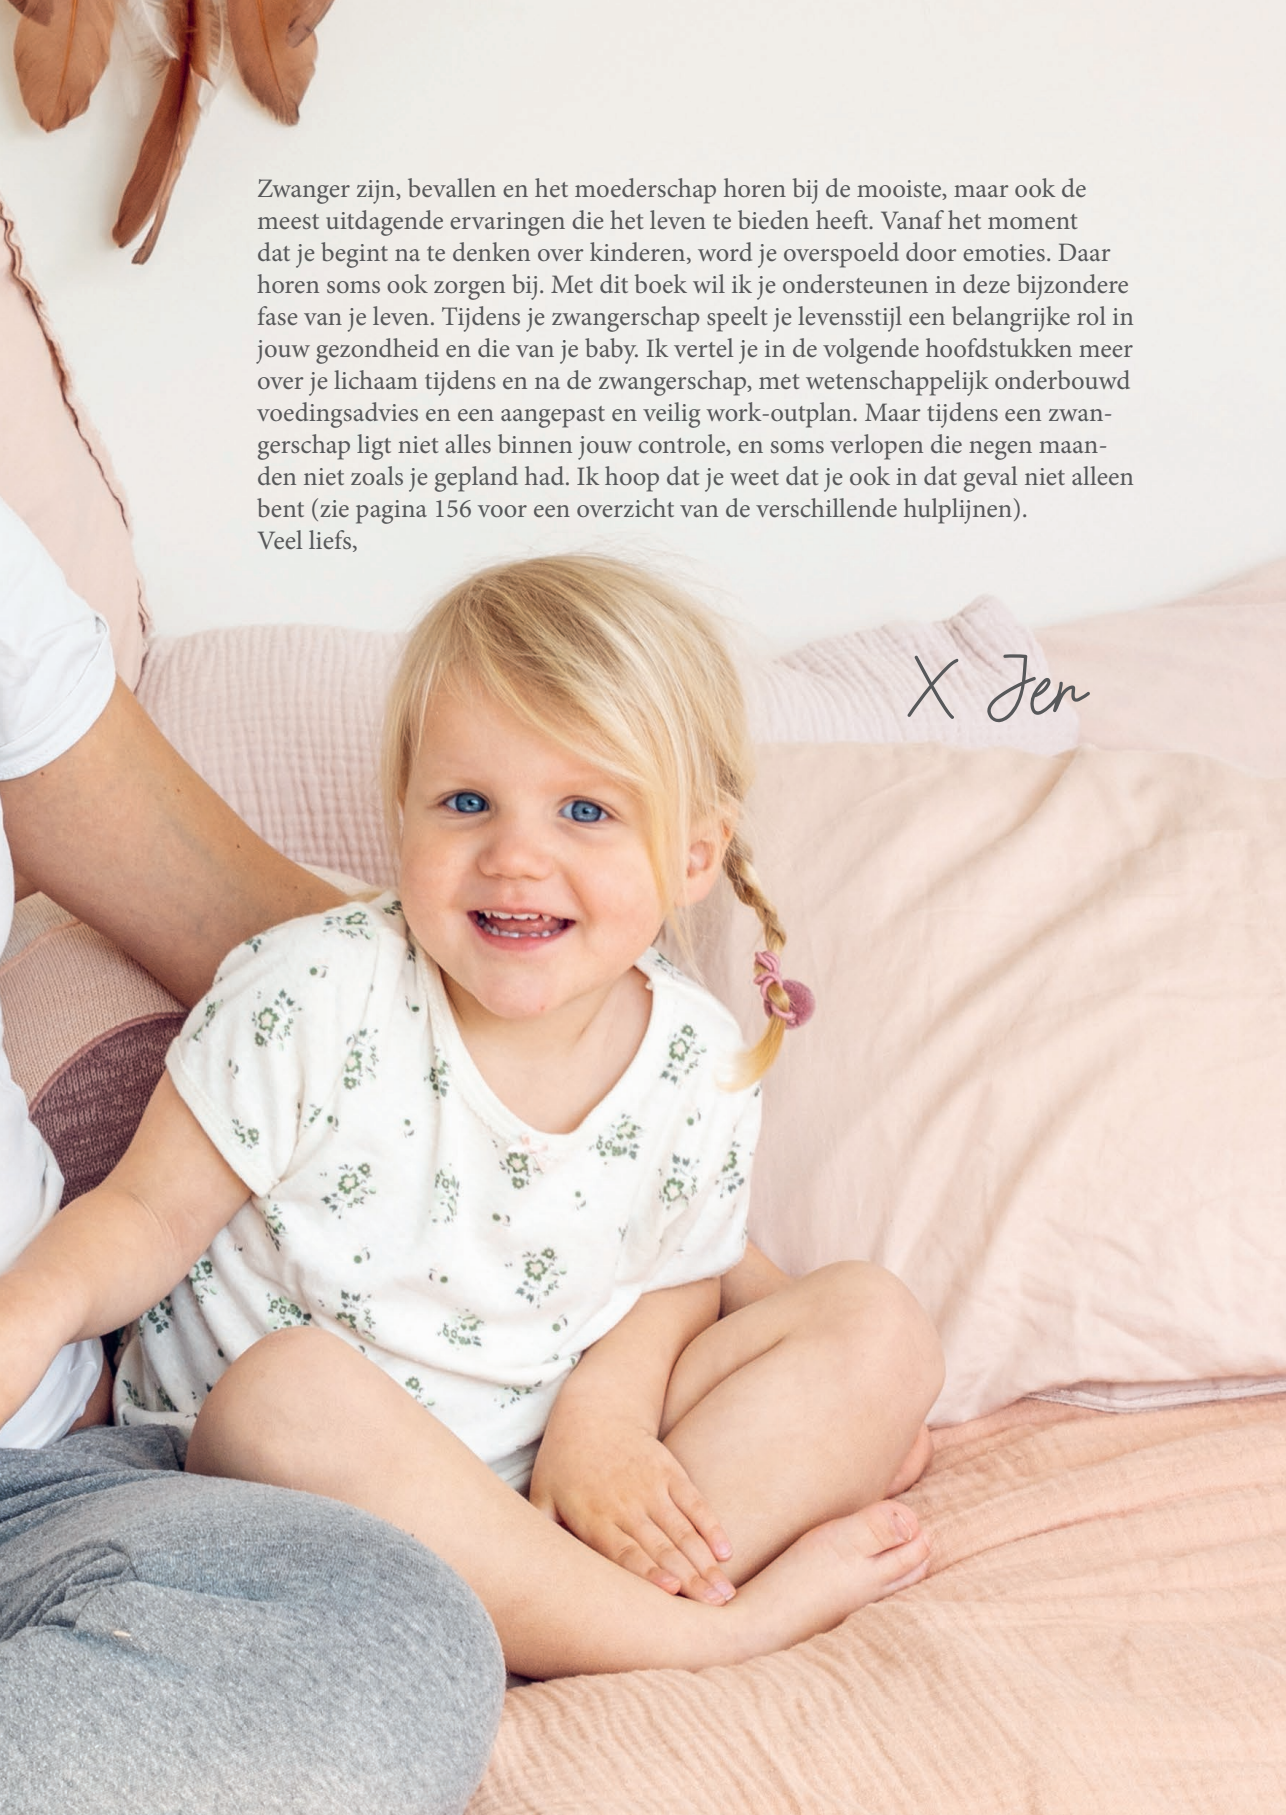 Zwanger zijn, bevallen en het moederschap horen bij de mooiste, maar ook de
meest uitdagende ervaringen die het leven te bieden heeft. Vanaf het moment
dat je begint na te denken over kinderen, word je overspoeld door emoties. Daar
horen soms ook zorgen bij. Met dit boek wil ik je ondersteunen in deze bijzondere
fase van je leven. Tijdens je zwangerschap speelt je levensstijl een belangrijke rol in
jouw gezondheid en die van je baby. Ik vertel je in de volgende hoofdstukken meer
over je lichaam tijdens en na de zwangerschap, met wetenschappelijk onderbouwd
voedingsadvies en een aangepast en veilig work-outplan. Maar tijdens een zwan-
gerschap ligt niet alles binnen jouw controle, en soms verlopen die negen maan-
den niet zoals je gepland had. Ik hoop dat je weet dat je ook in dat geval niet alleen
bent (zie pagina 156 voor een overzicht van de verschillende hulplijnen).
Veel liefs,
X Jen